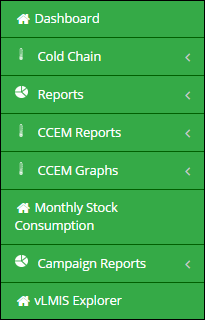 Dashboard
Cold Chain
Reports
CCEM Reports
CCEM Graphs
Monthly Stock
Consumption
Campaign Reports
vLMIS Explorer